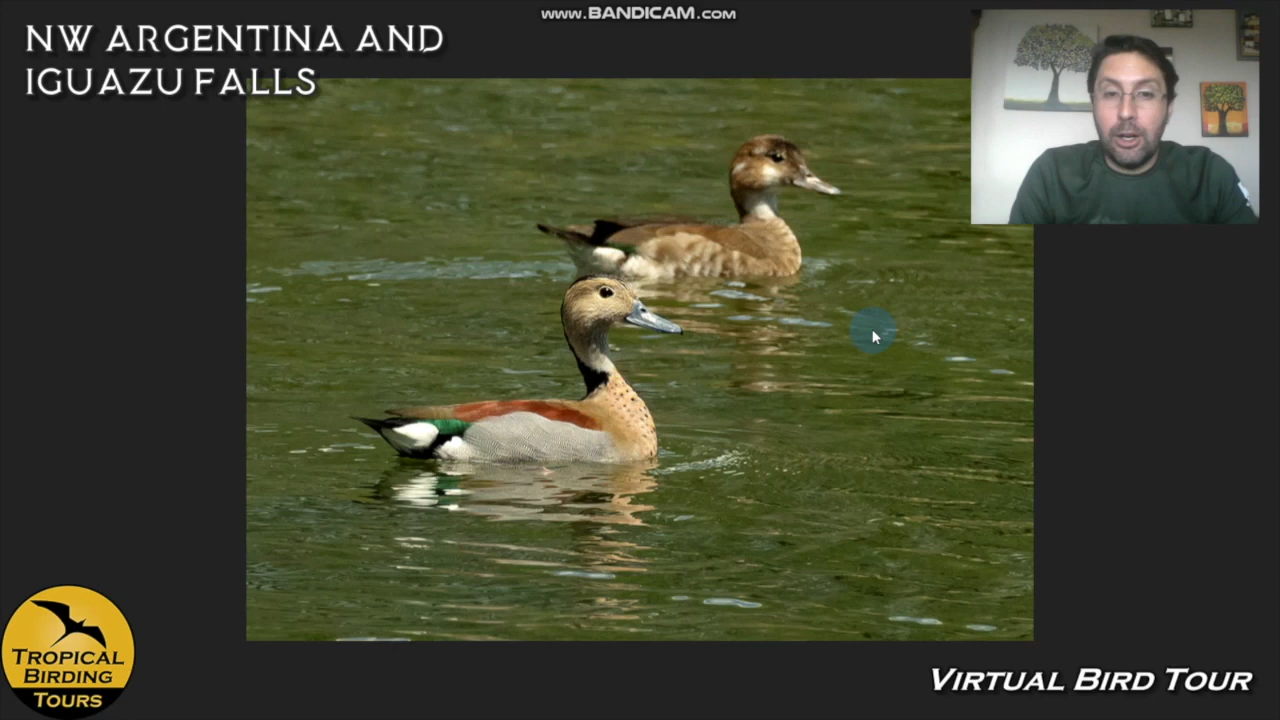 www.BANDICAM.com
NW ARGENTINA AND
IGUAZU FALLS
TROPICAL
BIRDING
TOURS
VIRTUAL BIRD TOUR